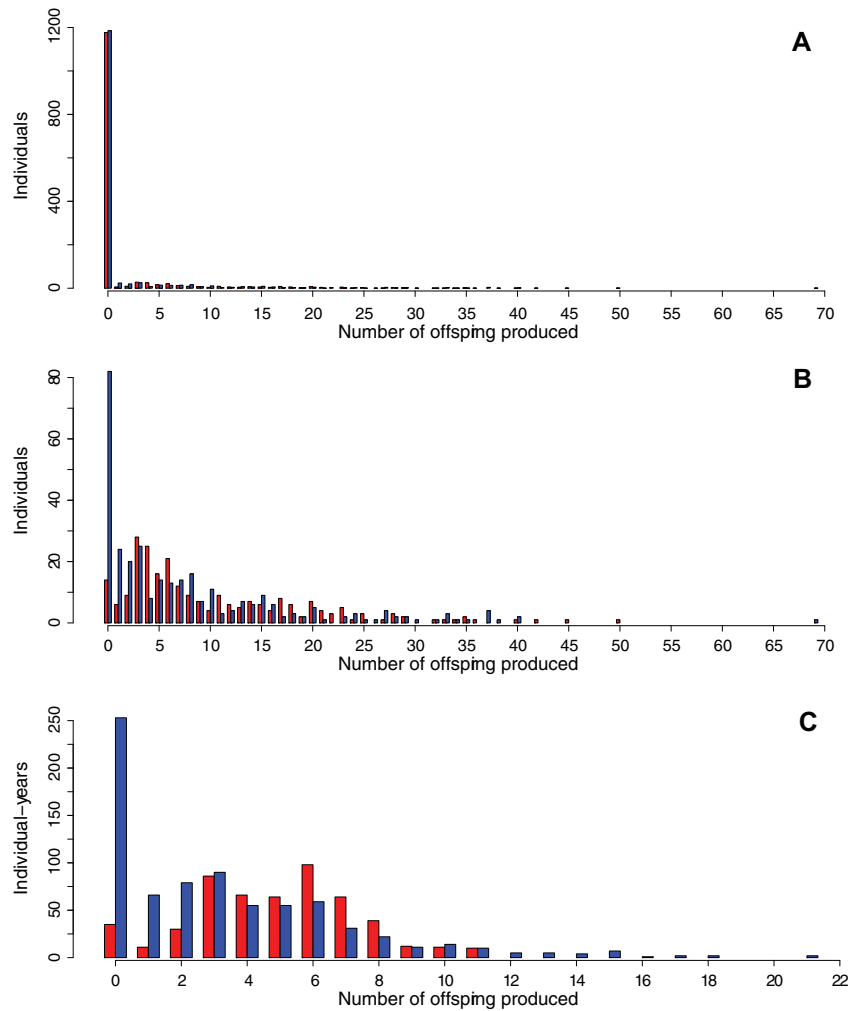 A
1200
800
400
0
Individuals
0 5 10 15 20 25 30 35 40 45 50 55 60 65 70
Number of offsping produced
B
80
60
40
20
0
Individuals
0 5 10 15 20 25 30 35 40 45 50 55 60 65 70
Number of offsping produced
C
250
200
150
100
50
0
Individual-years
0 2 4 6 8 10 12 14 16 18 20 22
Number of offsping produced